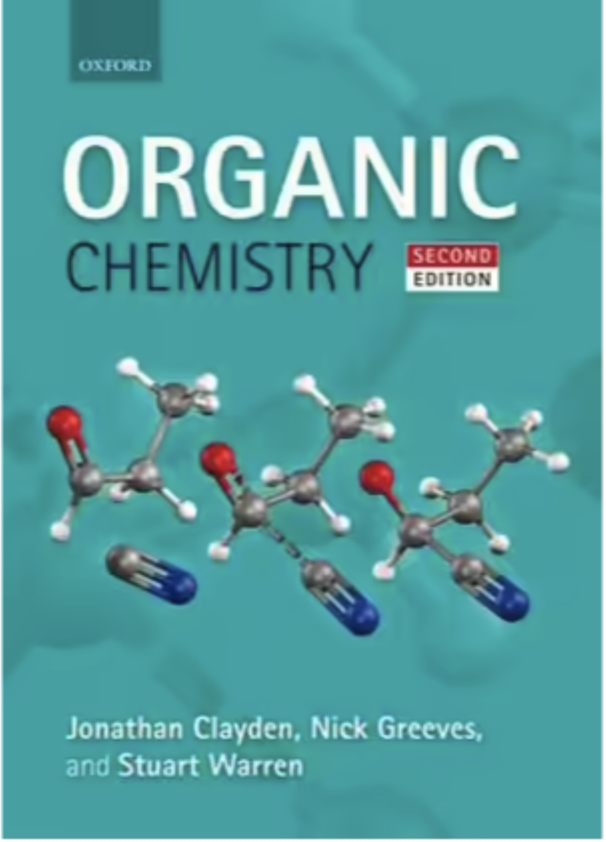 OXFORD
ORGANIC
CHEMISTRY
SECOND
EDITION
Jonathan Clayden, Nick Greeves,
and Stuart Warren